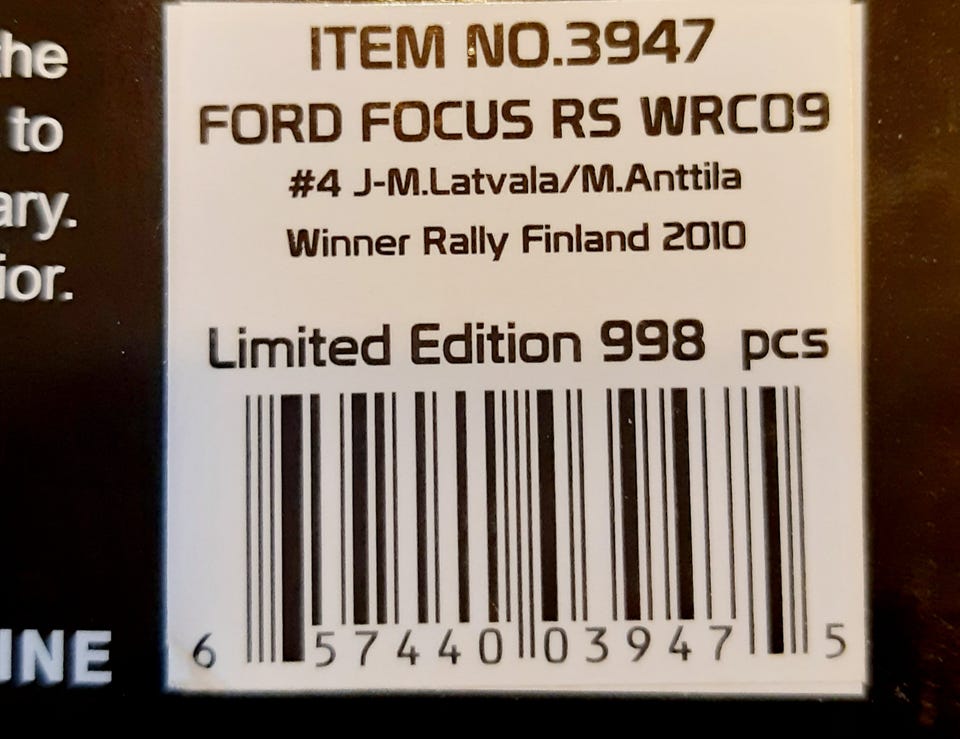 the
to
ary.
ior.
INE
ITEM NO.3947
FORD FOCUS RS WRC09
#4 J-M.Latvala/M.Anttila
Winner Rally Finland 2010
Limited Edition 998 pcs
6 57440 03947 5